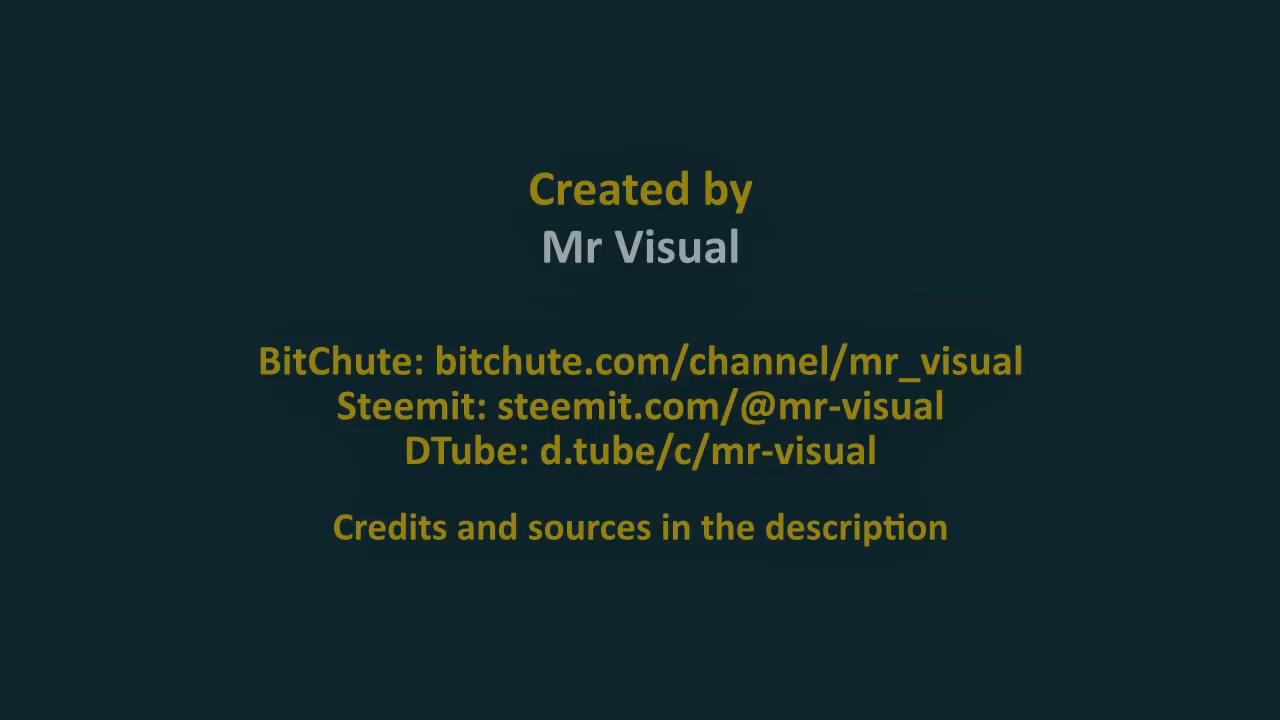 Created by
Mr Visual
BitChute: bitchute.com/channel/mr_visual
Steemit: steemit.com/@mr-visual
DTube: d.tube/c/mr-visual
Credits and sources in the description